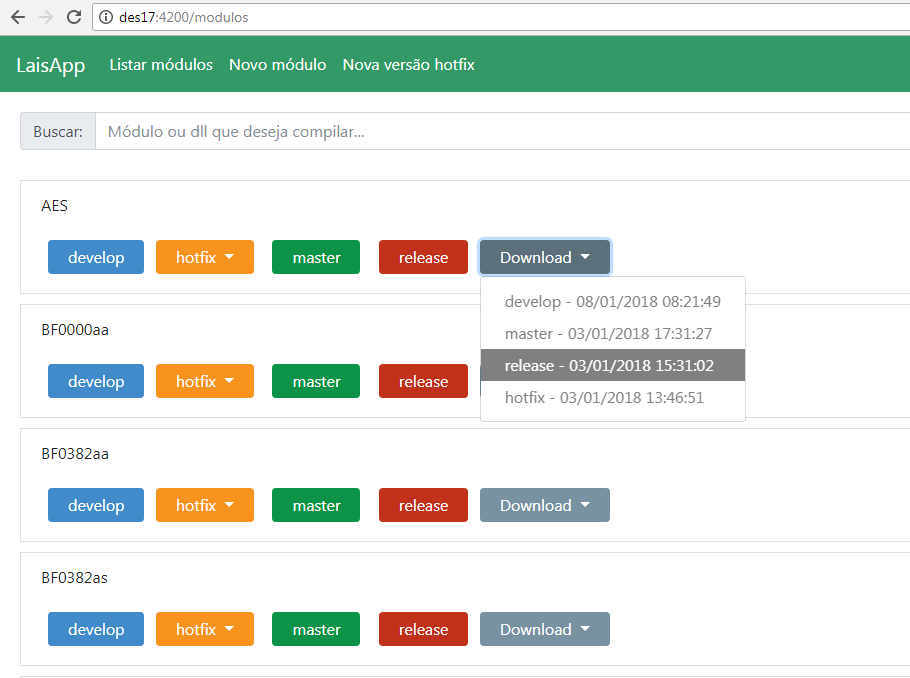 des17:4200/modulos
LaisApp Listar módulos Novo módulo Nova versão hotfix
Buscar: Módulo ou dll que deseja compilar...
AES
develop hotfix master release Download
develop - 08/01/2018 08:21:49
master - 03/01/2018 17:31:27
release - 03/01/2018 15:31:02
hotfix - 03/01/2018 13:46:51
BF0000aa
develop hotfix master release
BF0382aa
develop hotfix master release Download
BF0382as
develop hotfix master release Download